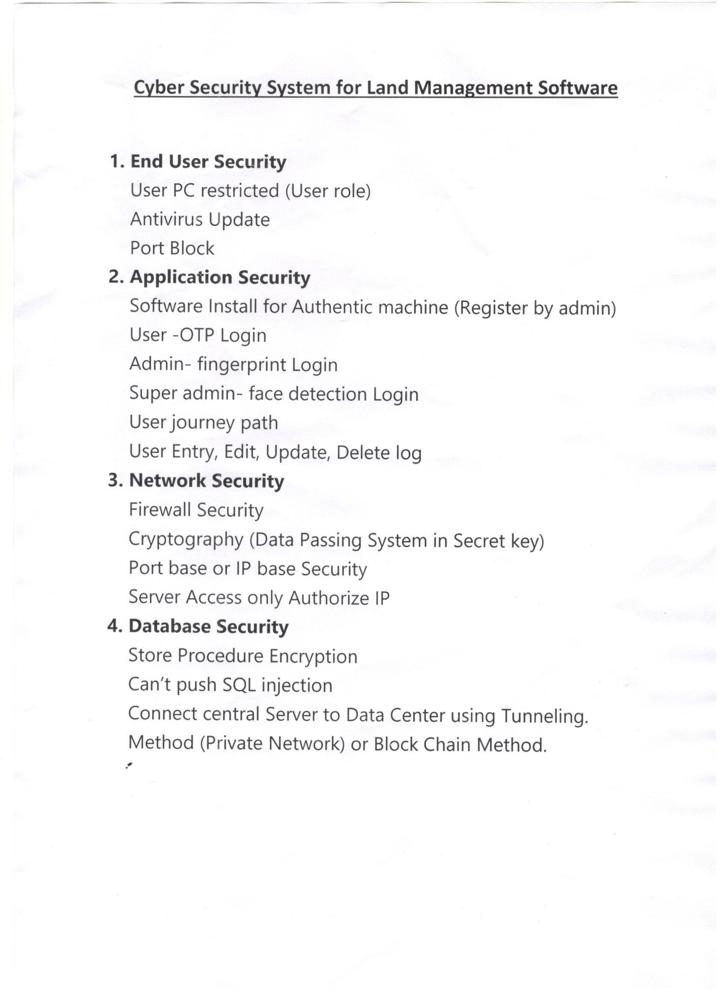 Cyber Security System for Land Management Software
1. End User Security
User PC restricted (User role)
Antivirus Update
Port Block
2. Application Security
Software Install for Authentic machine (Register by admin)
User -OTP Login
Admin- fingerprint Login
Super admin- face detection Login
User journey path
User Entry, Edit, Update, Delete log
3. Network Security
Firewall Security
Cryptography (Data Passing System in Secret key)
Port base or IP base Security
Server Access only Authorize IP
4. Database Security
Store Procedure Encryption
Can't push SQL injection
Connect central Server to Data Center using Tunneling.
Method (Private Network) or Block Chain Method.